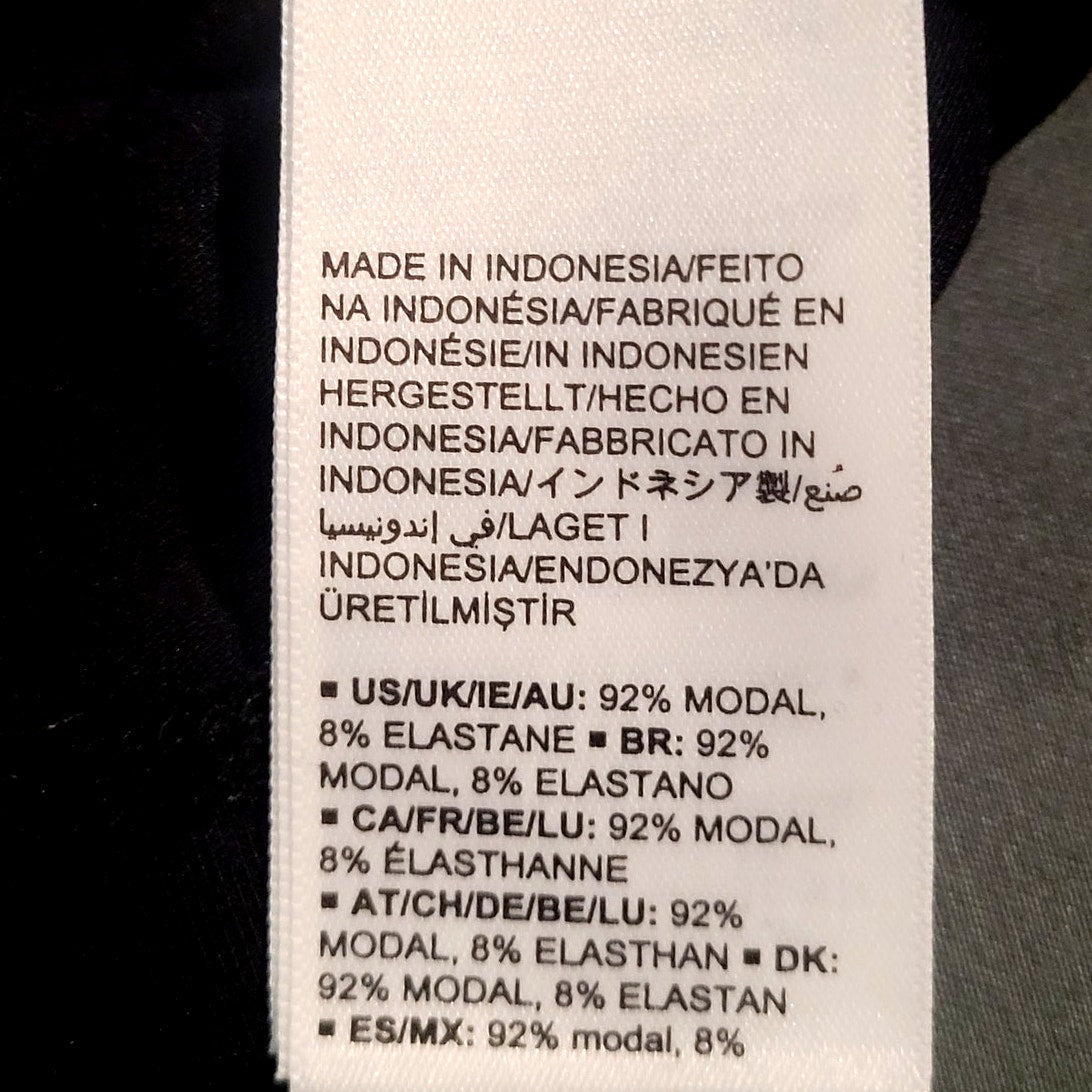 MADE IN INDONESIA/FEITO
NA INDONÉSIA/FABRIQUÉ EN
INDONÉSIE/IN INDONESIEN
HERGESTELLT/HECHO EN
INDONESIA/FABBRICATO IN
INDONESIA/インドネシア製/صُنع
في إندونيسيا/LAGET I
INDONESIA/ENDONEZYA'DA
ÜRETİLMİŞTİR
▪ US/UK/IE/AU: 92% MODAL,
8% ELASTANE ▪ BR: 92%
MODAL, 8% ELASTANO
▪ CA/FR/BE/LU: 92% MODAL,
8% ÉLASTHANNE
▪ AT/CH/DE/BE/LU: 92%
MODAL, 8% ELASTHAN ▪ DK:
92% MODAL, 8% ELASTAN
▪ ES/MX: 92% modal, 8%